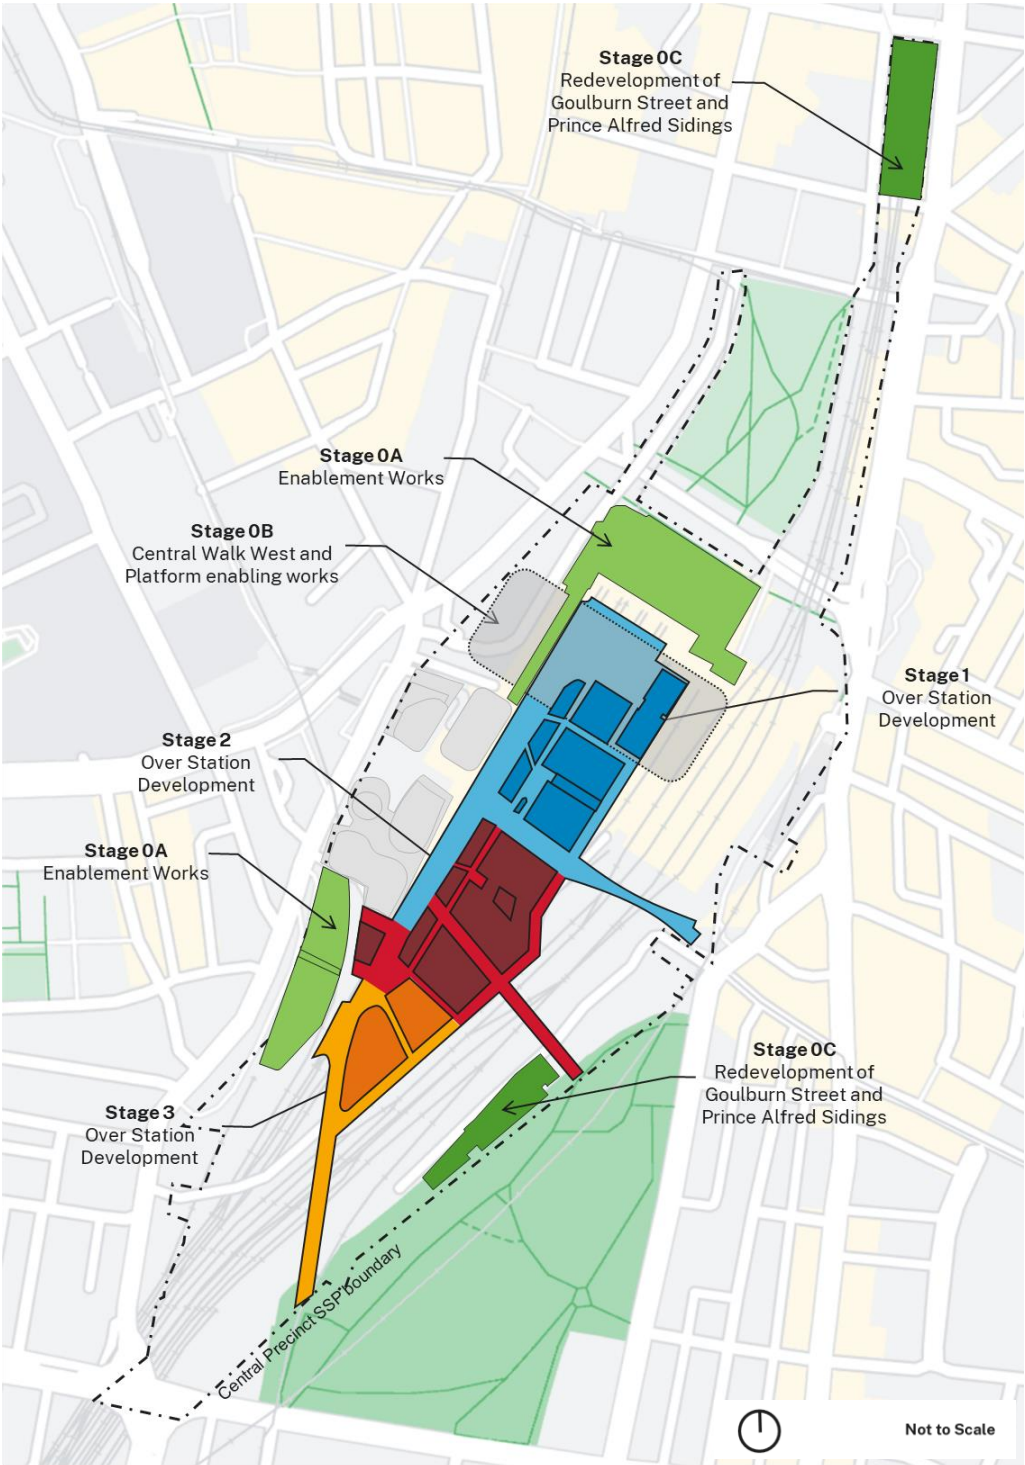 Stage 0C
Redevelopment of
Goulburn Street and
Prince Alfred Sidings
Stage 0A
Enablement Works
Stage 0B
Central Walk West and
Platform enabling works
Stage 1
Over Station
Development
Stage 2
Over Station
Development
Stage 0A
Enablement Works
Stage 0C
Redevelopment of
Goulburn Street and
Prince Alfred Sidings
Stage 3
Over Station
Development
Central Precinct SSP boundary
Not to Scale